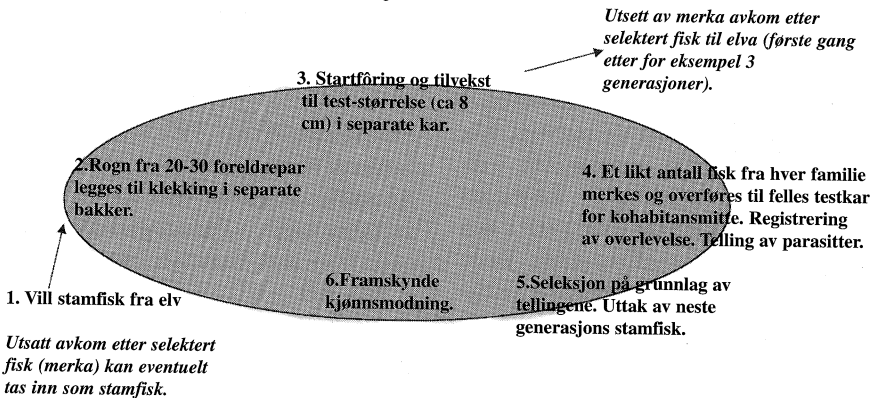 Utsett av merka avkom etter
selektert fisk til elva (første gang
etter for eksempel 3
generasjoner).
3. Startfôring og tilvekst
til test-størrelse (ca 8
cm) i separate kar.
2.Rogn fra 20-30 foreldrepar
legges til klekking i separate
bakker.
4. Et likt antall fisk fra hver familie
merkes og overføres til felles testkar
for kohabitansmitte. Registrering
av overlevelse. Telling av parasitter.
1. Vill stamfisk fra elv
6.Framskynde
kjønnsmodning.
5.Seleksjon på grunnlag av
tellingene. Uttak av neste
generasjons stamfisk.
Utsatt avkom etter selektert
fisk (merka) kan eventuelt
tas inn som stamfisk.